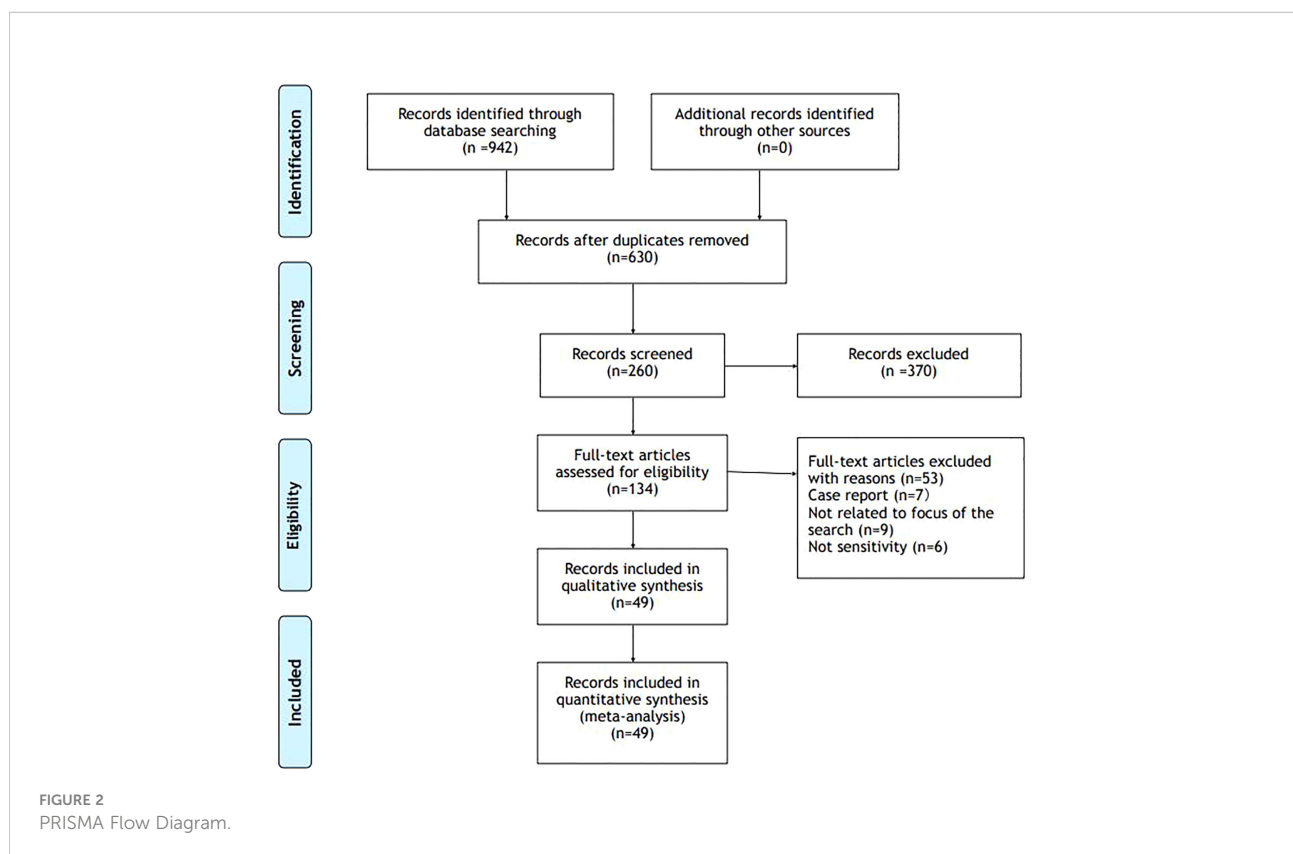 Identification
Records identified through
database searching
(n =942)
Additional records identified
through other sources
(n=0)
Records after duplicates removed
(n=630)
Screening
Records screened
(n=260)
Records excluded
(n =370)
Eligibility
Full-text articles
assessed for eligibility
(n=134)
Full-text articles excluded
with reasons (n=53)
Case report (n=7)
Not related to focus of the
search (n=9)
Not sensitivity (n=6)
Records included in
qualitative synthesis
(n=49)
Included
Records included in
quantitative synthesis
(meta-analysis)
(n=49)
FIGURE 2
PRISMA Flow Diagram.